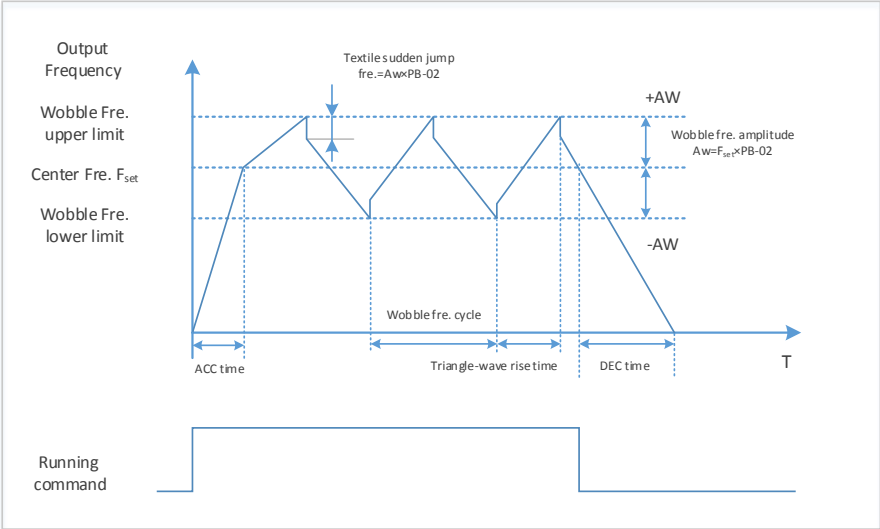 Output
Frequency
Textile sudden jump
fre.=Aw×PB-02
Wobble Fre.
upper limit
+AW
Wobble fre. amplitude
Aw=Fset×PB-02
Center Fre. Fset
Wobble Fre.
lower limit
-AW
Wobble fre. cycle
ACC time
Triangle-wave rise time
DEC time
T
Running
command